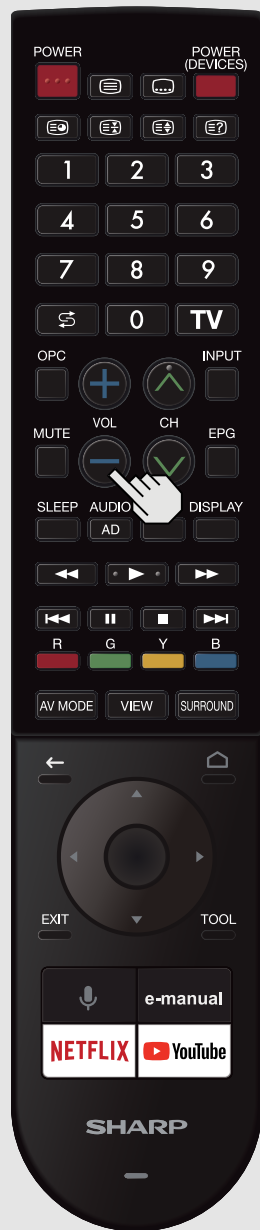 POWER
POWER
(DEVICES)
1 2 3
4 5 6
7 8 9
0 TV
OPC INPUT
MUTE VOL CH EPG
SLEEP AUDIO DISPLAY
AD
R G Y B
AV MODE VIEW SURROUND
EXIT TOOL
e-manual
NETFLIX YouTube
SHARP